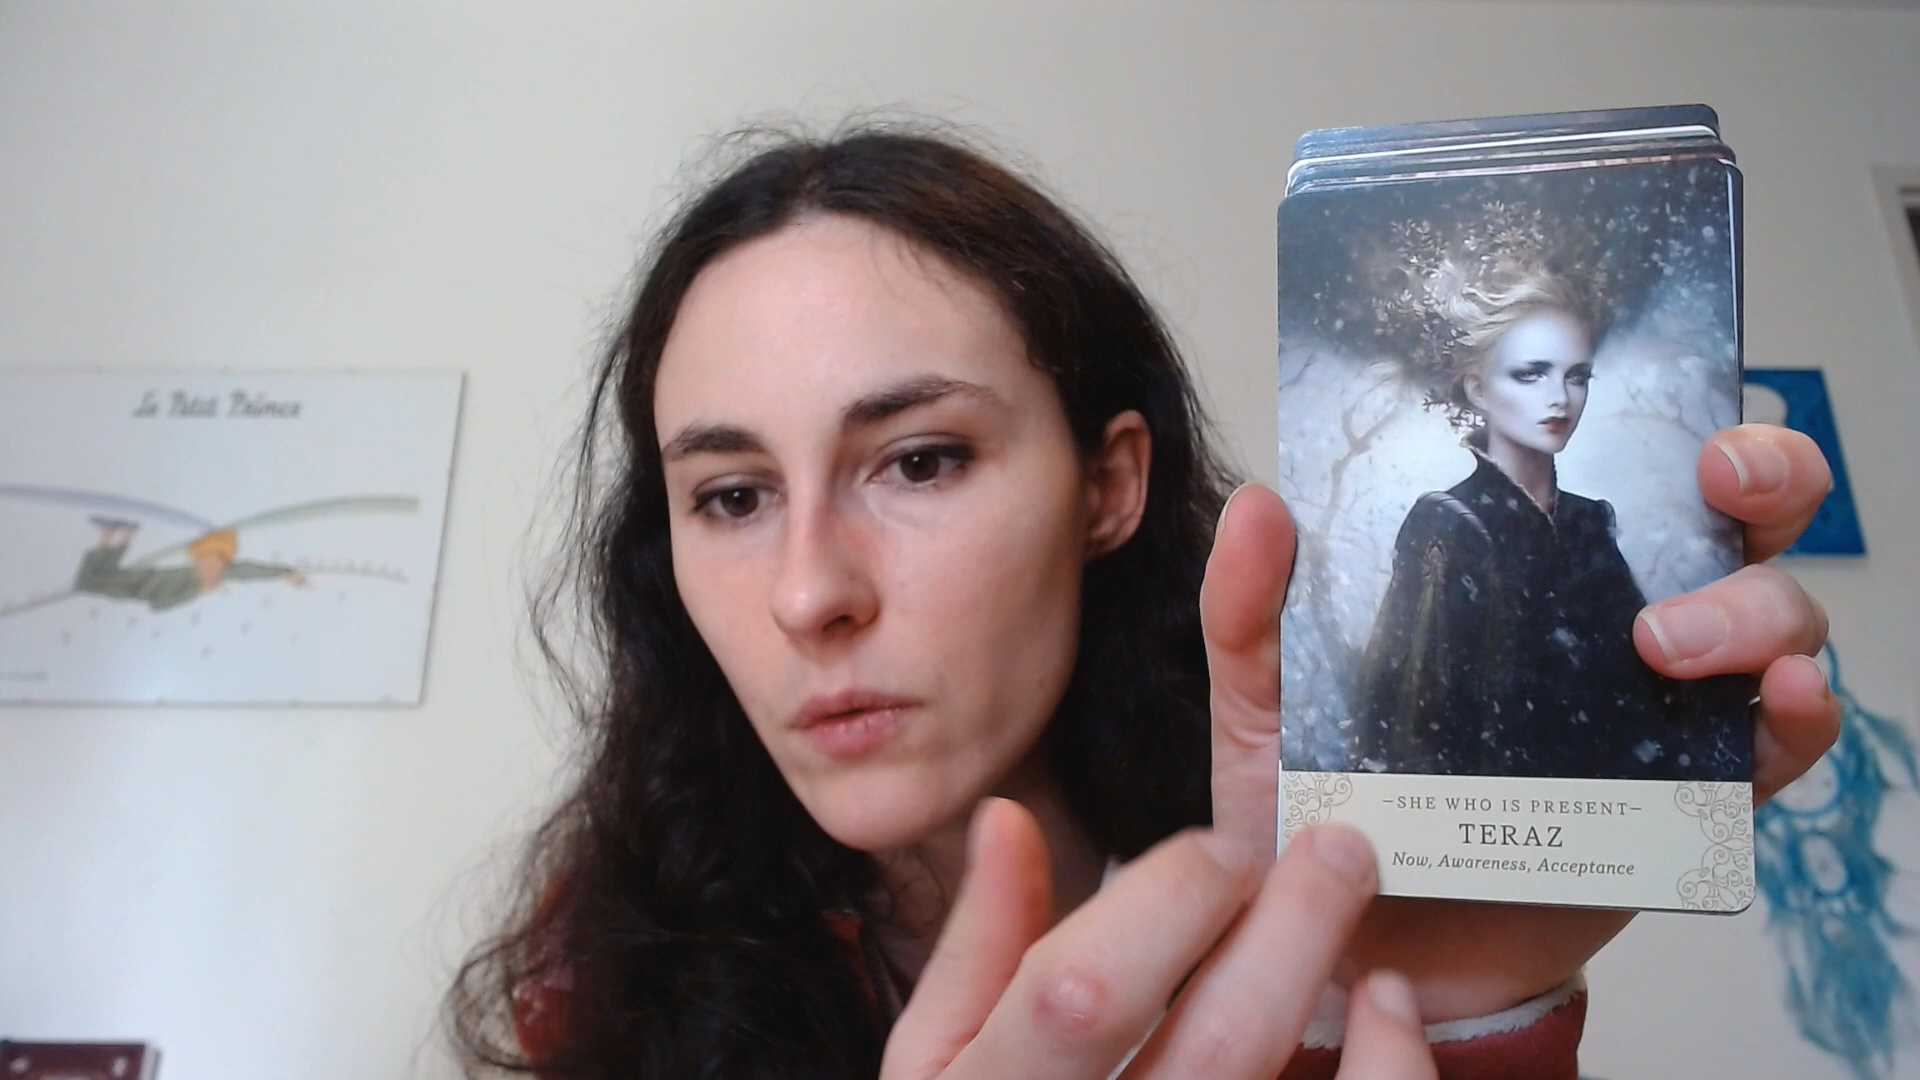 Le Petit Prince
–SHE WHO IS PRESENT–
TERAZ
Now, Awareness, Acceptance